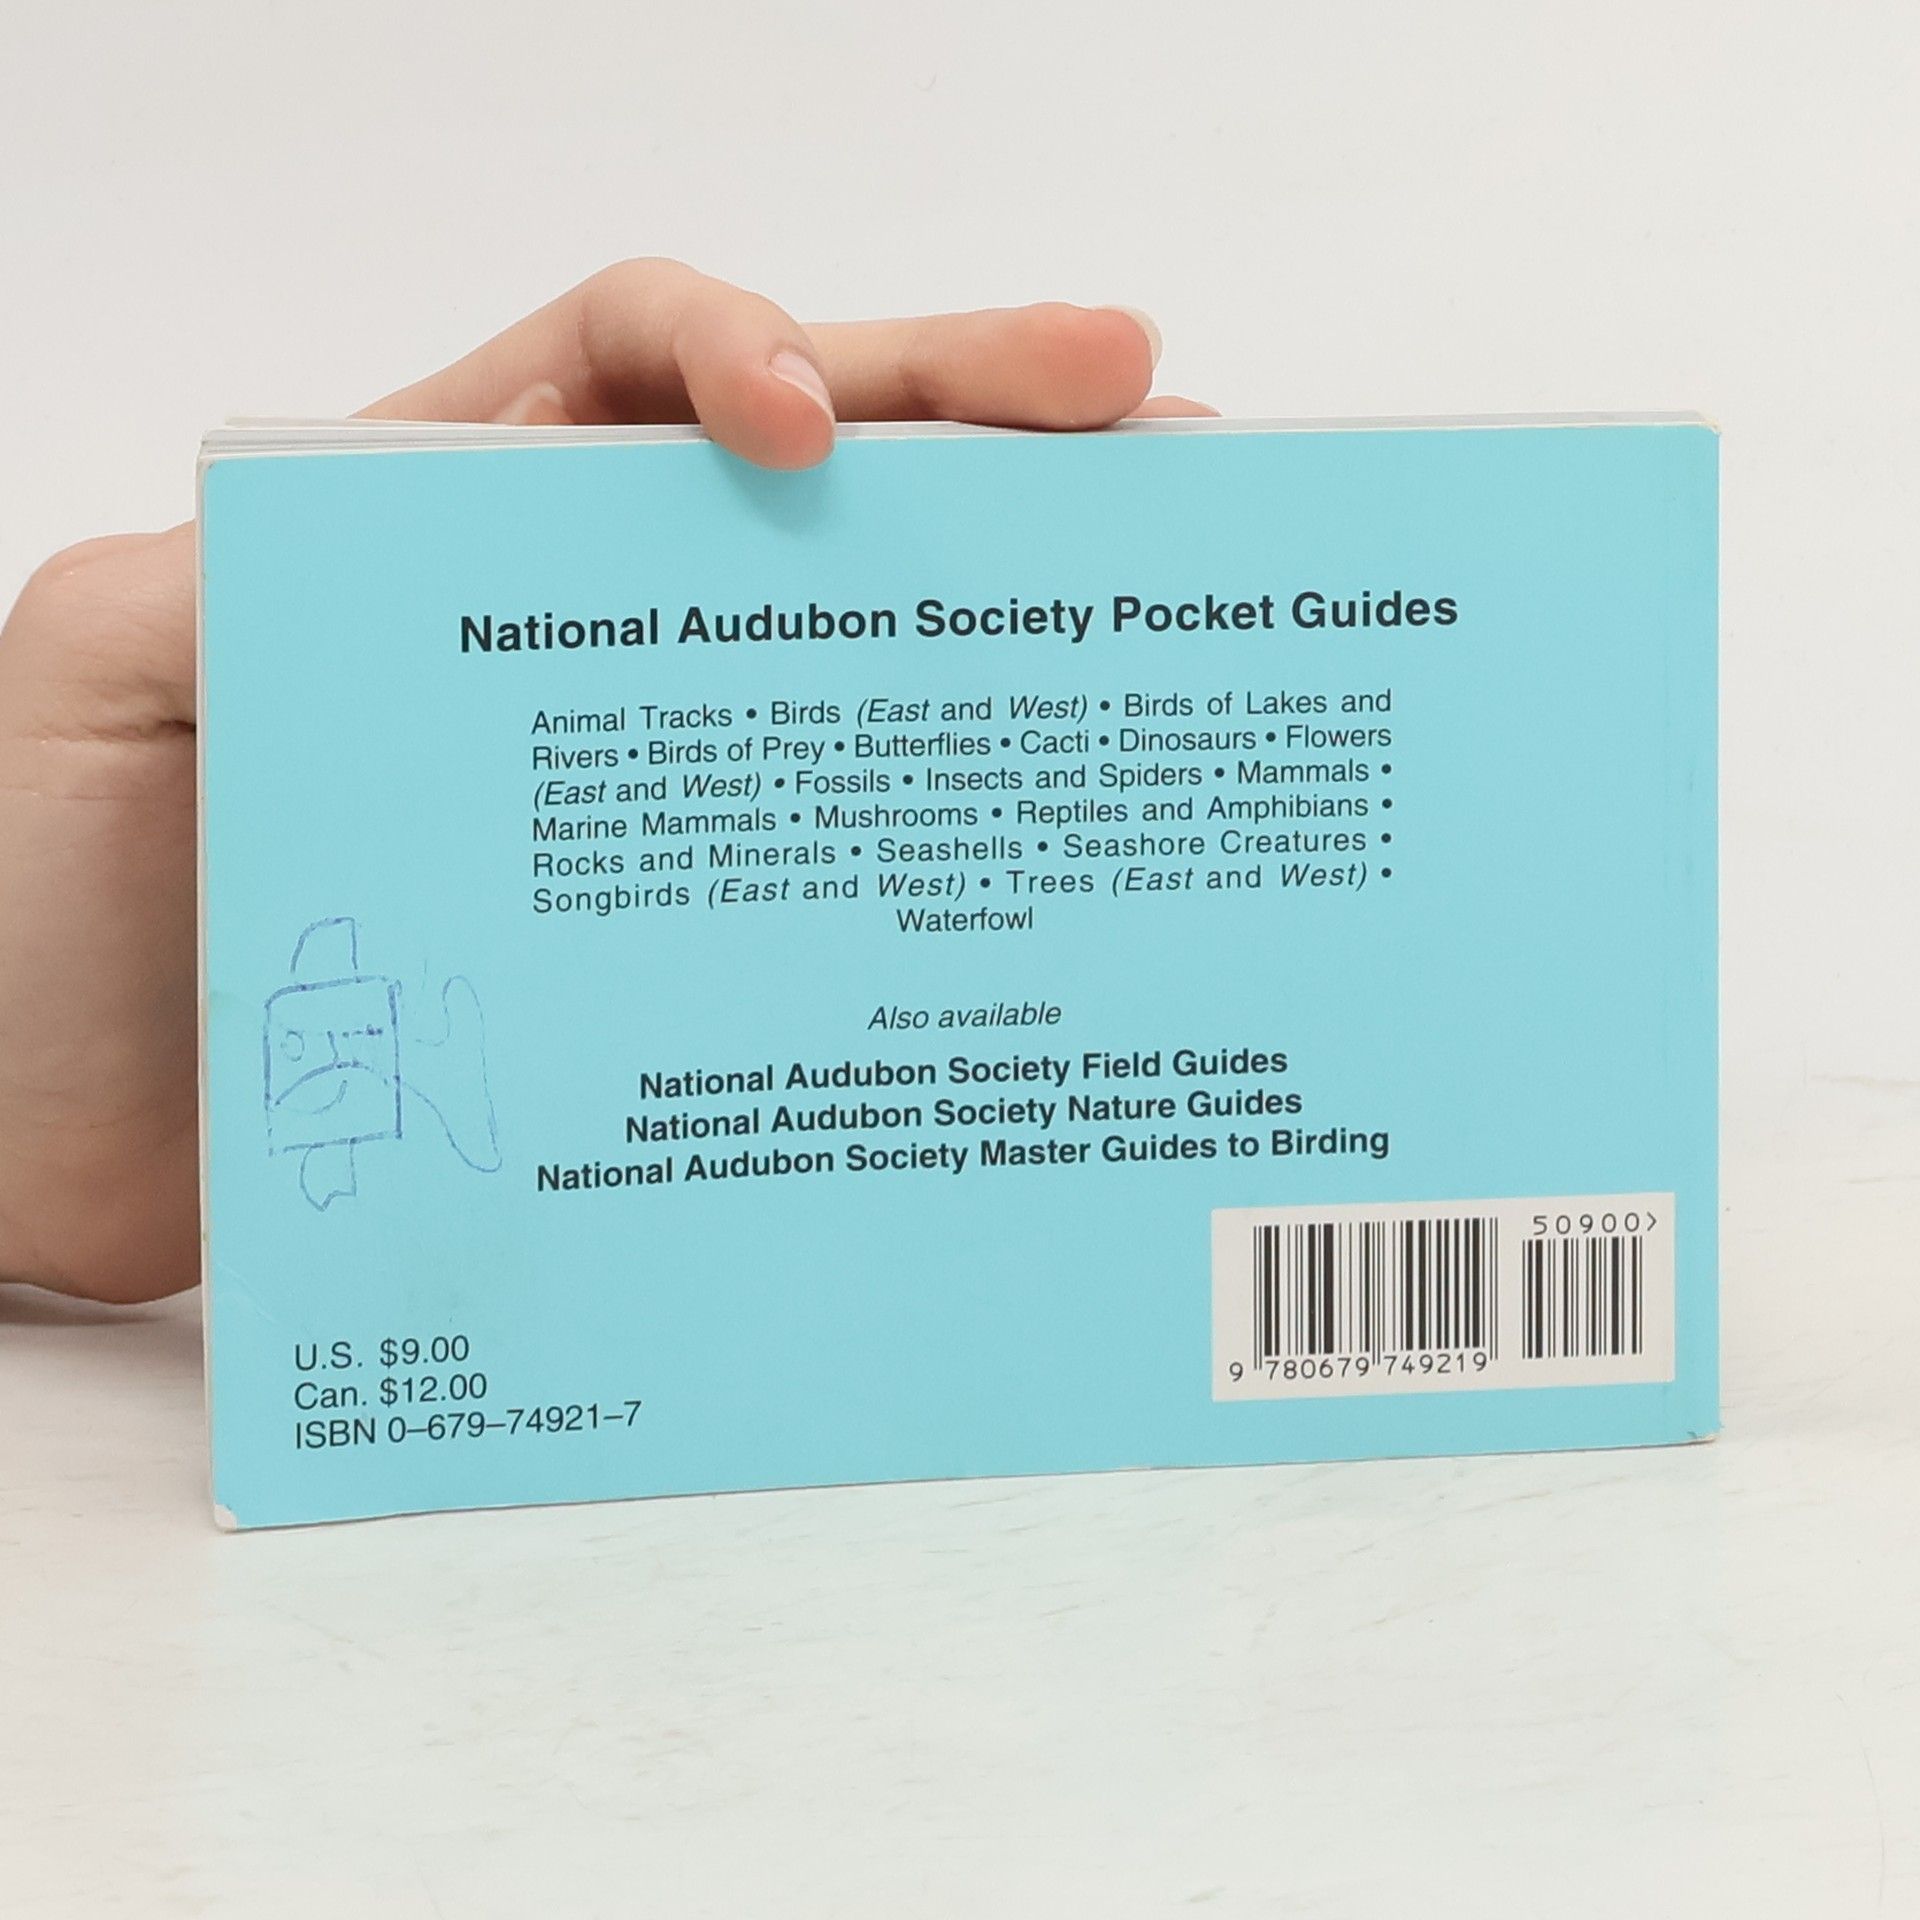 National Audubon Society Pocket Guides
Animal Tracks • Birds (East and West) • Birds of Lakes and
Rivers • Birds of Prey • Butterflies • Cacti • Dinosaurs • Flowers
(East and West) • Fossils • Insects and Spiders • Mammals •
Marine Mammals • Mushrooms • Reptiles and Amphibians •
Rocks and Minerals • Seashells • Seashore Creatures •
Songbirds (East and West) • Trees (East and West) •
Waterfowl
Also available
National Audubon Society Field Guides
National Audubon Society Nature Guides
National Audubon Society Master Guides to Birding
U.S. $9.00
Can. $12.00
ISBN 0–679–74921–7
50900>
9 780679 749219